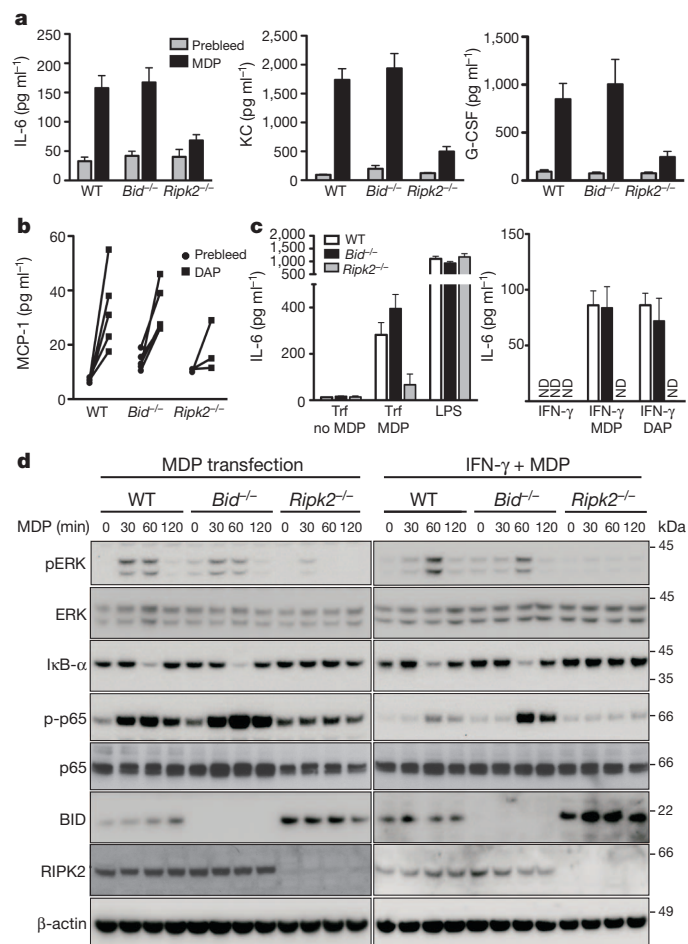 a
IL-6 (pg ml–1)
250
200
150
100
50
0
Prebleed
MDP
WT Bid–/– Ripk2–/–
KC (pg ml–1)
2,500
2,000
1,500
1,000
500
0
WT Bid–/– Ripk2–/–
G-CSF (pg ml–1)
1,500
1,000
500
0
WT Bid–/– Ripk2–/–
b
MCP-1 (pg ml–1)
60
40
20
0
Prebleed
DAP
WT Bid–/– Ripk2–/–
c
IL-6 (pg ml–1)
2,000
1,500
1,000
500
400
200
0
WT
Bid–/–
Ripk2–/–
Trf no MDP
Trf MDP
LPS
IL-6 (pg ml–1)
150
100
50
ND ND ND
ND
ND
IFN-γ
IFN-γ MDP
IFN-γ DAP
d
MDP transfection IFN-γ + MDP
WT Bid–/– Ripk2–/– WT Bid–/– Ripk2–/–
MDP (min) 0 30 60 120 0 30 60 120 0 30 60 120 0 30 60 120 0 30 60 120 0 30 60 120 kDa
pERK
45
ERK
45
IκB-α
45
35
p-p65
66
p65
66
BID
22
RIPK2
66
β-actin
49